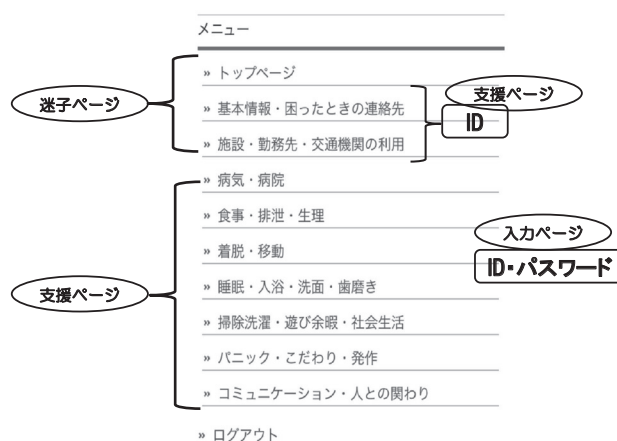 メニュー
» トップページ
迷子ページ
» 基本情報・困ったときの連絡先
支援ページ
ID
» 施設・勤務先・交通機関の利用
» 病気・病院
» 食事・排泄・生理
入力ページ
» 着脱・移動
ID・パスワード
支援ページ
» 睡眠・入浴・洗面・歯磨き
» 掃除洗濯・遊び余暇・社会生活
» パニック・こだわり・発作
» コミュニケーション・人との関わり
» ログアウト